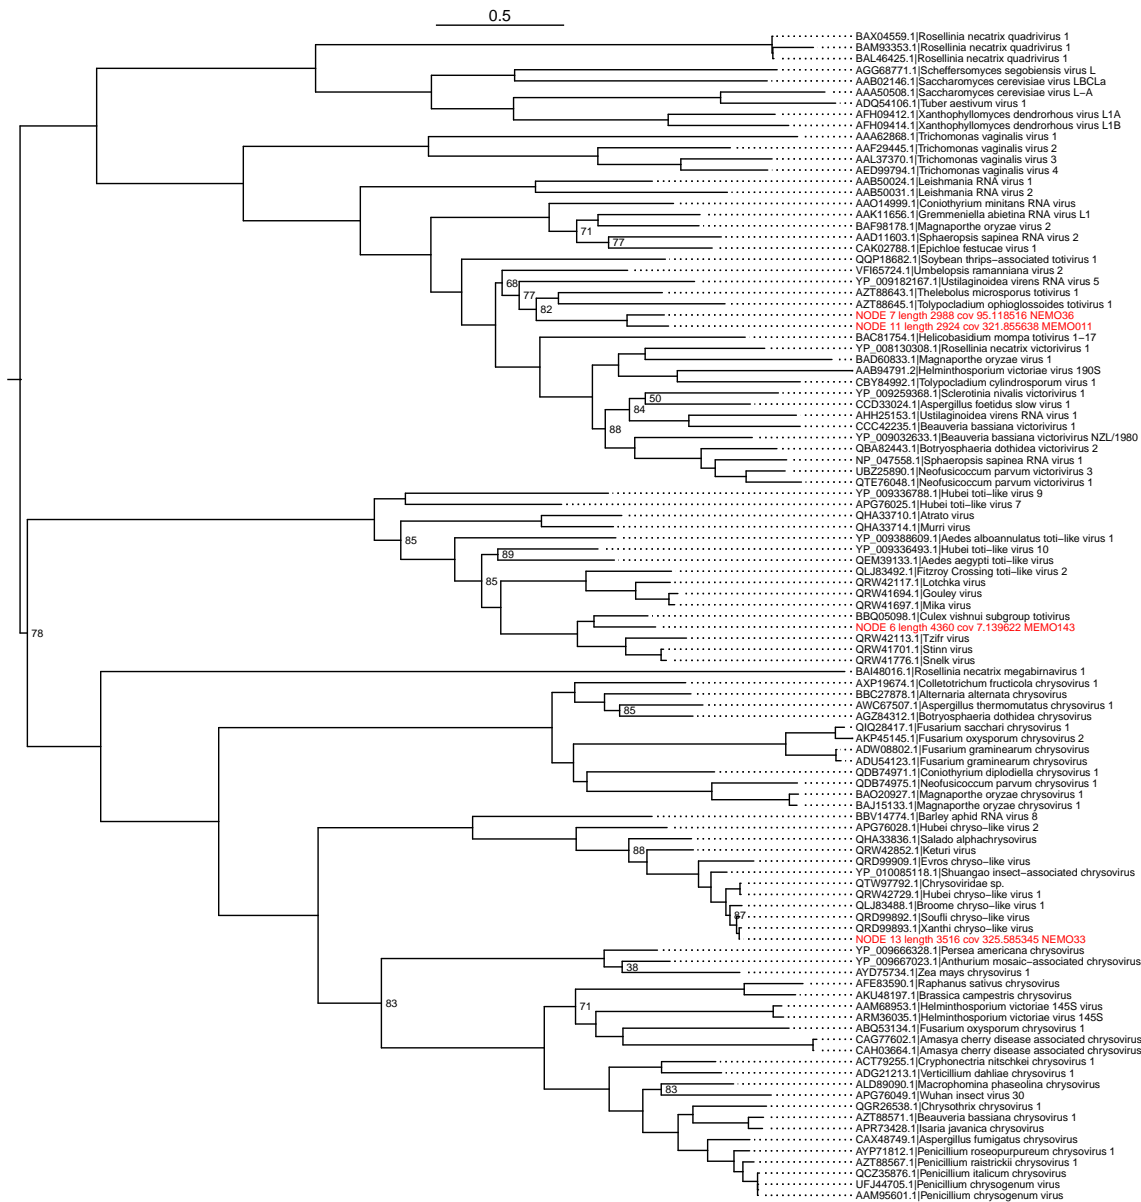 0.5
BAX04559.1|Rosellinia necatrix quadrivirus 1
BAM93353.1|Rosellinia necatrix quadrivirus 1
BAL46425.1|Rosellinia necatrix quadrivirus 1
AGG68771.1|Scheffersomyces segobiensis virus L
AAB02146.1|Saccharomyces cerevisiae virus LBCLa
AAA50508.1|Saccharomyces cerevisiae virus L−A
ADQ54106.1|Tuber aestivum virus 1
AFH09412.1|Xanthophyllomyces dendrorhous virus L1A
AFH09414.1|Xanthophyllomyces dendrorhous virus L1B
AAA62868.1|Trichomonas vaginalis virus 1
AAF29445.1|Trichomonas vaginalis virus 2
AAL37370.1|Trichomonas vaginalis virus 3
AED99794.1|Trichomonas vaginalis virus 4
AAB50024.1|Leishmania RNA virus 1
AAB50031.1|Leishmania RNA virus 2
AAO14999.1|Coniothyrium minitans RNA virus
AAK11656.1|Gremmeniella abietina RNA virus L1
71 BAF98178.1|Magnaporthe oryzae virus 2
AAD11603.1|Sphaeropsis sapinea RNA virus 2
77 CAK02788.1|Epichloe festucae virus 1
QQP18682.1|Soybean thrips−associated totivirus 1
VFI65724.1|Umbelopsis ramanniana virus 2
68 YP_009182167.1|Ustilaginoidea virens RNA virus 5
77 AZT88643.1|Thelebolus microsporus totivirus 1
82 AZT88645.1|Tolypocladium ophioglossoides totivirus 1
NODE 7 length 2988 cov 95.118516 NEMO36
NODE 11 length 2924 cov 321.855638 MEMO011
BAC81754.1|Helicobasidium mompa totivirus 1−17
YP_008130308.1|Rosellinia necatrix victorivirus 1
BAD60833.1|Magnaporthe oryzae virus 1
AAB94791.2|Helminthosporium victoriae virus 190S
CBY84992.1|Tolypocladium cylindrosporum virus 1
YP_009259368.1|Sclerotinia nivalis victorivirus 1
50 CCD33024.1|Aspergillus foetidus slow virus 1
84 AHH25153.1|Ustilaginoidea virens RNA virus 1
88 CCC42235.1|Beauveria bassiana victorivirus 1
YP_009032633.1|Beauveria bassiana victorivirus NZL/1980
QBA82443.1|Botryosphaeria dothidea victorivirus 2
NP_047558.1|Sphaeropsis sapinea RNA virus 1
UBZ25890.1|Neofusicoccum parvum victorivirus 3
QTE76048.1|Neofusicoccum parvum victorivirus 1
YP_009336788.1|Hubei toti−like virus 9
APG76025.1|Hubei toti−like virus 7
QHA33710.1|Atrato virus
QHA33714.1|Murri virus
85 YP_009388609.1|Aedes alboannulatus toti−like virus 1
YP_009336493.1|Hubei toti−like virus 10
89 QEM39133.1|Aedes aegypti toti−like virus
QLJ83492.1|Fitzroy Crossing toti−like virus 2
85 QRW42117.1|Lotchka virus
QRW41694.1|Gouley virus
QRW41697.1|Mika virus
BBQ05098.1|Culex vishnui subgroup totivirus
NODE 6 length 4360 cov 7.139622 MEMO143
78 QRW42113.1|Tzifr virus
QRW41701.1|Stinn virus
QRW41776.1|Snelk virus
BAI48016.1|Rosellinia necatrix megabirnavirus 1
AXP19674.1|Colletotrichum fructicola chrysovirus 1
BBC27878.1|Alternaria alternata chrysovirus
AWC67507.1|Aspergillus thermomutatus chrysovirus 1
85 AGZ84312.1|Botryosphaeria dothidea chrysovirus
QIQ28417.1|Fusarium sacchari chrysovirus 1
AKP45145.1|Fusarium oxysporum chrysovirus 2
ADW08802.1|Fusarium graminearum chrysovirus
ADU54123.1|Fusarium graminearum chrysovirus
QDB74971.1|Coniothyrium diplodiella chrysovirus 1
QDB74975.1|Neofusicoccum parvum chrysovirus 1
BAO20927.1|Magnaporthe oryzae chrysovirus 1
BAJ15133.1|Magnaporthe oryzae chrysovirus 1
BBV14774.1|Barley aphid RNA virus 8
APG76028.1|Hubei chryso−like virus 2
QHA33836.1|Salado alphachrysovirus
88 QRW42852.1|Keturi virus
QRD99909.1|Evros chryso−like virus
YP_010085118.1|Shuangao insect−associated chrysovirus
QTW97792.1|Chrysoviridae sp.
QRW42729.1|Hubei chryso−like virus 1
QLJ83488.1|Broome chryso−like virus 1
87 QRD99892.1|Soufli chryso−like virus
QRD99893.1|Xanthi chryso−like virus
NODE 13 length 3516 cov 325.585345 NEMO33
YP_009666328.1|Persea americana chrysovirus
YP_009667023.1|Anthurium mosaic−associated chrysovirus
38 AYD75734.1|Zea mays chrysovirus 1
AFE83590.1|Raphanus sativus chrysovirus
AKU48197.1|Brassica campestris chrysovirus
83 71 AAM68953.1|Helminthosporium victoriae 145S virus
ARM36035.1|Helminthosporium victoriae virus 145S
ABQ53134.1|Fusarium oxysporum chrysovirus 1
CAG77602.1|Amasya cherry disease associated chrysovirus
CAH03664.1|Amasya cherry disease associated chrysovirus
ACT79255.1|Cryphonectria nitschkei chrysovirus 1
ADG21213.1|Verticillium dahliae chrysovirus 1
ALD89090.1|Macrophomina phaseolina chrysovirus
83 APG76049.1|Wuhan insect virus 30
QGR26538.1|Chrysothrix chrysovirus 1
AZT88571.1|Beauveria bassiana chrysovirus 1
APR73428.1|Isaria javanica chrysovirus
CAX48749.1|Aspergillus fumigatus chrysovirus
AYP71812.1|Penicillium roseopurpureum chrysovirus 1
AZT88567.1|Penicillium raistrickii chrysovirus 1
QCZ35876.1|Penicillium italicum chrysovirus
UFJ44705.1|Penicillium chrysogenum virus
AAM95601.1|Penicillium chrysogenum virus